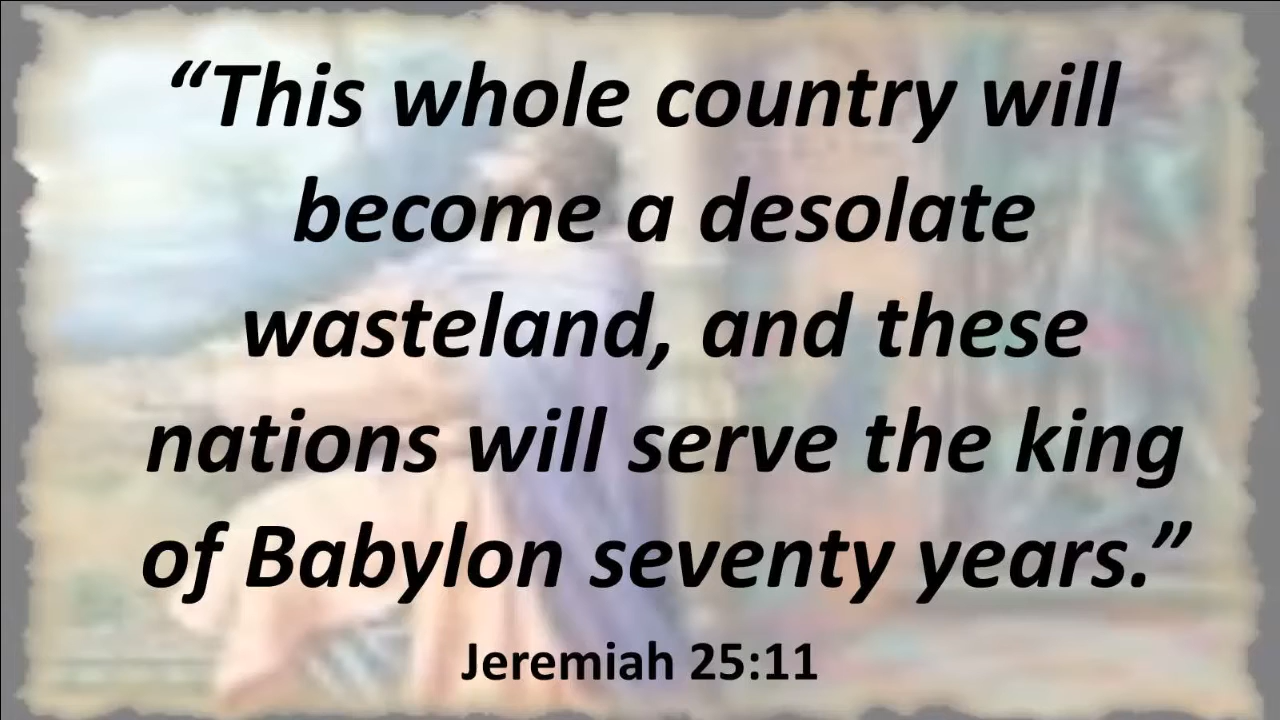 “This whole country will
become a desolate
wasteland, and these
nations will serve the king
of Babylon seventy years.”
Jeremiah 25:11